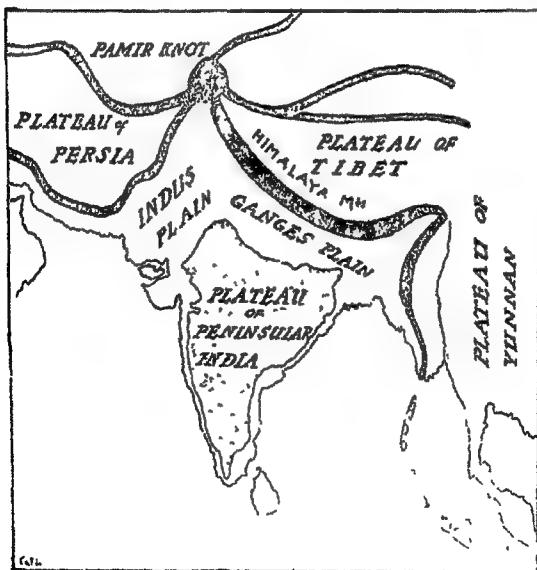 PAMIR KNOT
PLATEAU of
PERSIA
HIMALAYA Mts
PLATEAU OF
TIBET
INDUS
PLAIN
GANGES PLAIN
PLATEAU OF
YUNNAN
PLATEAU
OF
PENINSULAR
INDIA